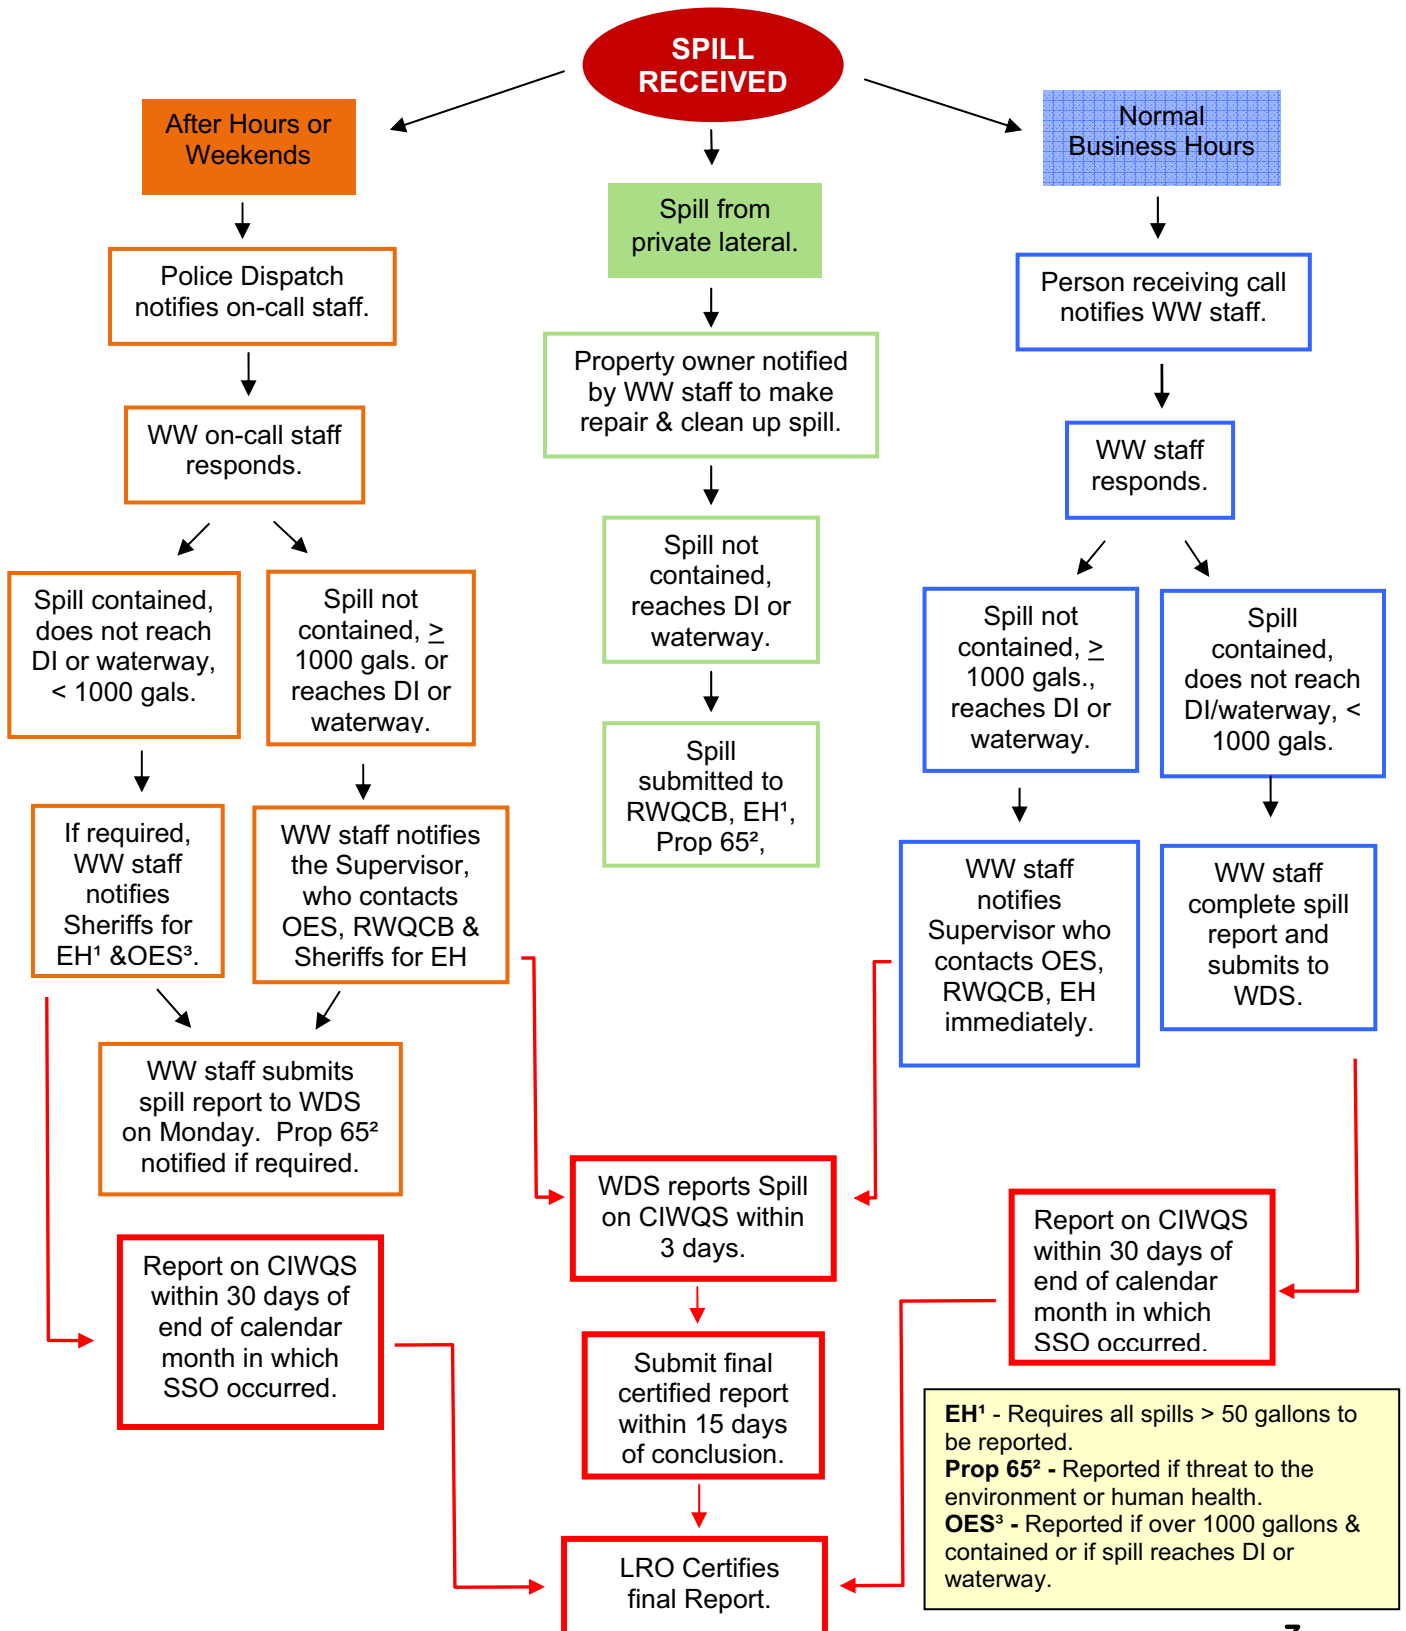 SPILL
RECEIVED
After Hours or
Weekends
Normal
Business Hours
Spill from
private lateral.
Police Dispatch
notifies on-call staff.
Person receiving call
notifies WW staff.
Property owner notified
by WW staff to make
repair & clean up spill.
WW on-call staff
responds.
WW staff
responds.
Spill contained,
does not reach
DI or waterway,
< 1000 gals.
Spill not
contained, ≥
1000 gals. or
reaches DI or
waterway.
Spill not
contained,
reaches DI or
waterway.
Spill not
contained, ≥
1000 gals.,
reaches DI or
waterway.
Spill
contained,
does not reach
DI/waterway, <
1000 gals.
If required,
WW staff
notifies
Sheriffs for
EH¹ &OES³.
WW staff notifies
the Supervisor,
who contacts
OES, RWQCB &
Sheriffs for EH
Spill
submitted to
RWQCB, EH¹,
Prop 65²,
WW staff
notifies
Supervisor who
contacts OES,
RWQCB, EH
immediately.
WW staff
complete spill
report and
submits to
WDS.
WW staff submits
spill report to WDS
on Monday.  Prop 65²
notified if required.
WDS reports Spill
on CIWQS within
3 days.
Report on CIWQS
within 30 days of
end of calendar
month in which
SSO occurred.
Report on CIWQS
within 30 days of
end of calendar
month in which
SSO occurred.
Submit final
certified report
within 15 days
of conclusion.
LRO Certifies
final Report.
EH¹ - Requires all spills > 50 gallons to
be reported.
Prop 65² - Reported if threat to the
environment or human health.
OES³ - Reported if over 1000 gallons &
contained or if spill reaches DI or
waterway.